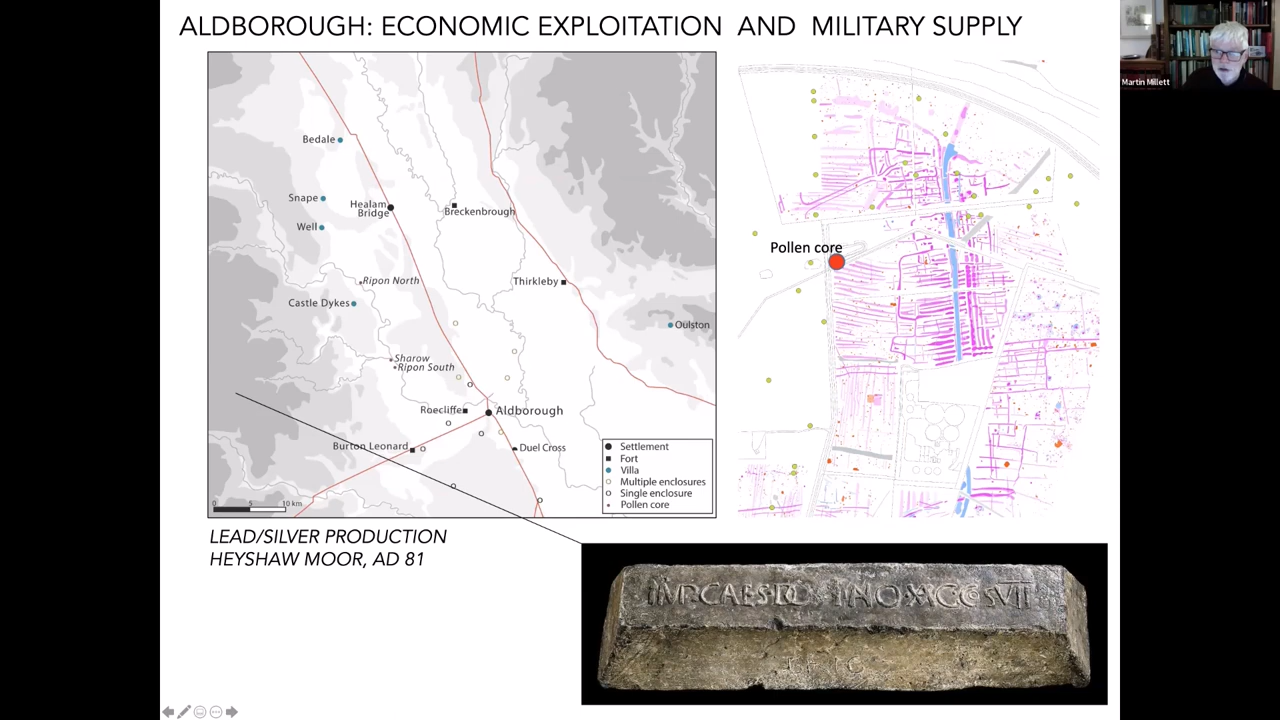 ALDBOROUGH: ECONOMIC EXPLOITATION AND MILITARY SUPPLY
Martin Millett
Bedale
Snape
Healam
Bridge
Breckenbrough
Well
Pollen core
Ripon North
Thirkleby
Castle Dykes
Oulston
Sharow
Ripon South
Roecliffe
Aldborough
Burton Leonard
Duel Cross
Settlement
Fort
Villa
Multiple enclosures
Single enclosure
Pollen core
0 5 10 km
LEAD/SILVER PRODUCTION
HEYSHAW MOOR, AD 81